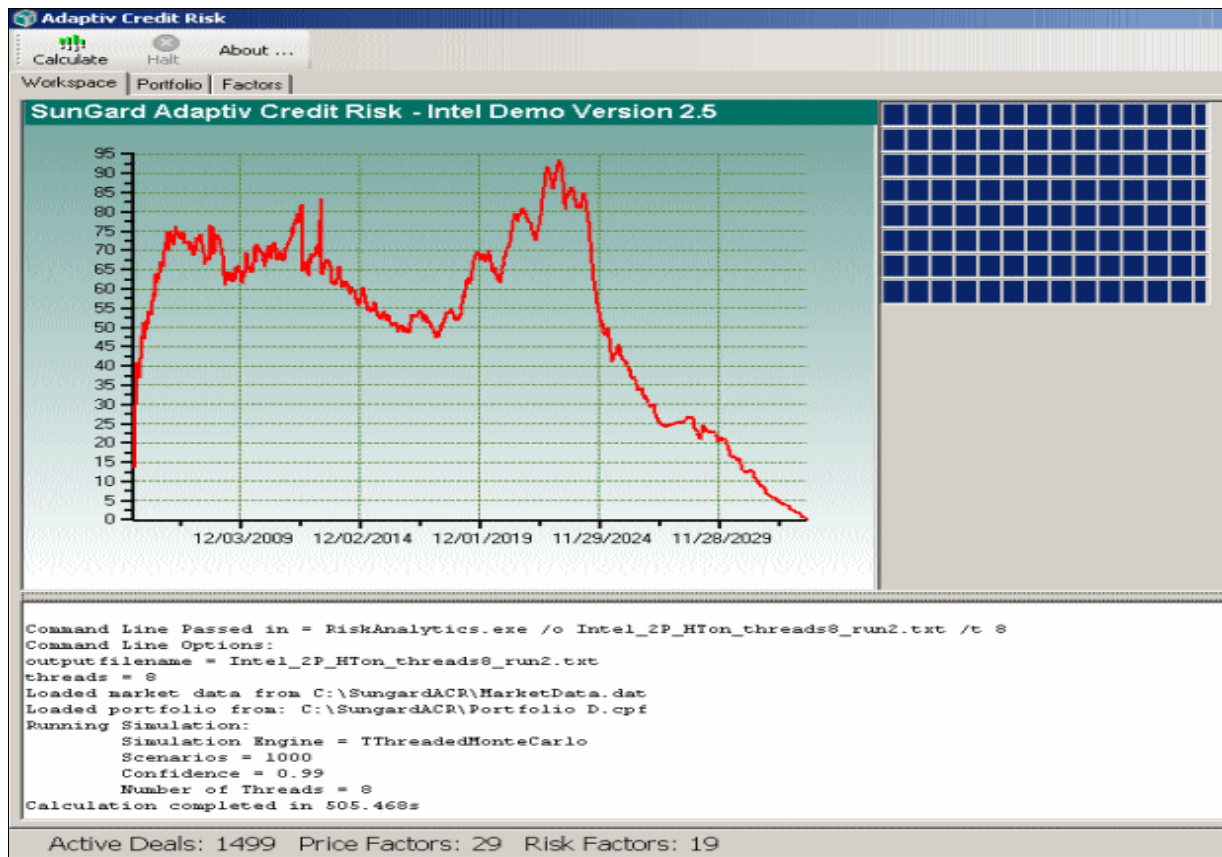 Adaptiv Credit Risk
Calculate Halt About ...
Workspace Portfolio Factors
SunGard Adaptiv Credit Risk - Intel Demo Version 2.5
95
90
85
80
75
70
65
60
55
50
45
40
35
30
25
20
15
10
5
0
12/03/2009 12/02/2014 12/01/2019 11/29/2024 11/28/2029
Command Line Passed in = RiskAnalytics.exe /o Intel_2P_HTon_threads8_run2.txt /t 8
Command Line Options:
outputfilename = Intel_2P_HTon_threads8_run2.txt
threads = 8
Loaded market data from C:\SungardACR\MarketData.dat
Loaded portfolio from: C:\SungardACR\Portfolio D.cpf
Running Simulation:
Simulation Engine = TThreadedMonteCarlo
Scenarios = 1000
Confidence = 0.99
Number of Threads = 8
Calculation completed in 505.468s
Active Deals: 1499 Price Factors: 29 Risk Factors: 19